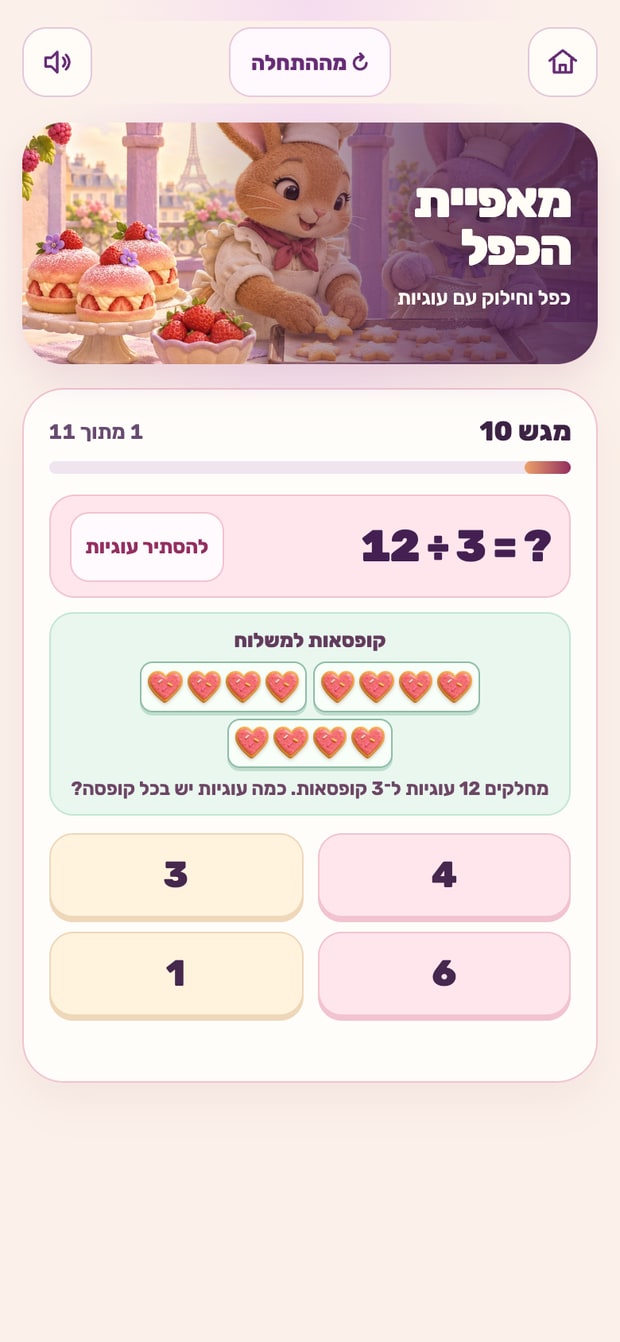 ↻ מההתחלה
מאפיית
הכפל
כפל וחילוק עם עוגיות
מגש 10
1 מתוך 11
12 ÷ 3 = ?
להסתיר עוגיות
קופסאות למשלוח
מחלקים 12 עוגיות ל־3 קופסאות. כמה עוגיות יש בכל קופסה?
4
3
6
1